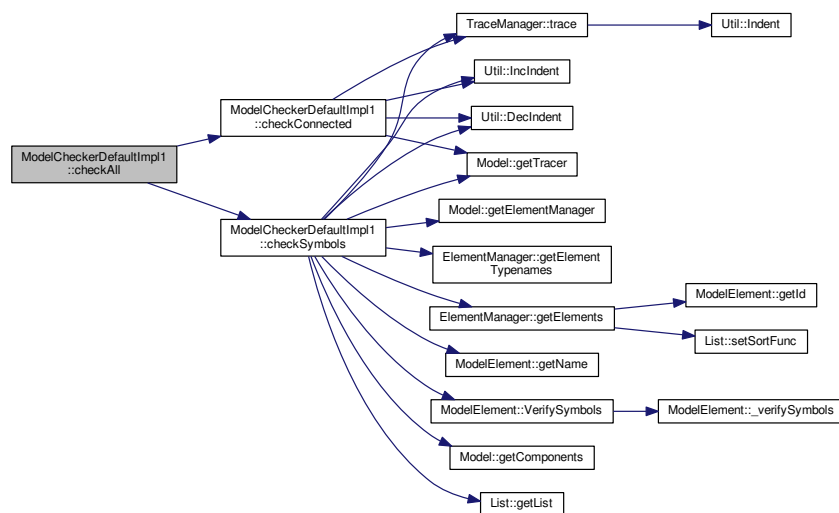 ModelCheckerDefaultImpl1
::checkAll
ModelCheckerDefaultImpl1
::checkConnected
ModelCheckerDefaultImpl1
::checkSymbols
TraceManager::trace
Util::IncIndent
Util::DecIndent
Model::getTracer
Model::getElementManager
ElementManager::getElement
Typenames
ElementManager::getElements
ModelElement::getName
ModelElement::VerifySymbols
Model::getComponents
List::getList
Util::Indent
ModelElement::getId
List::setSortFunc
ModelElement::_verifySymbols